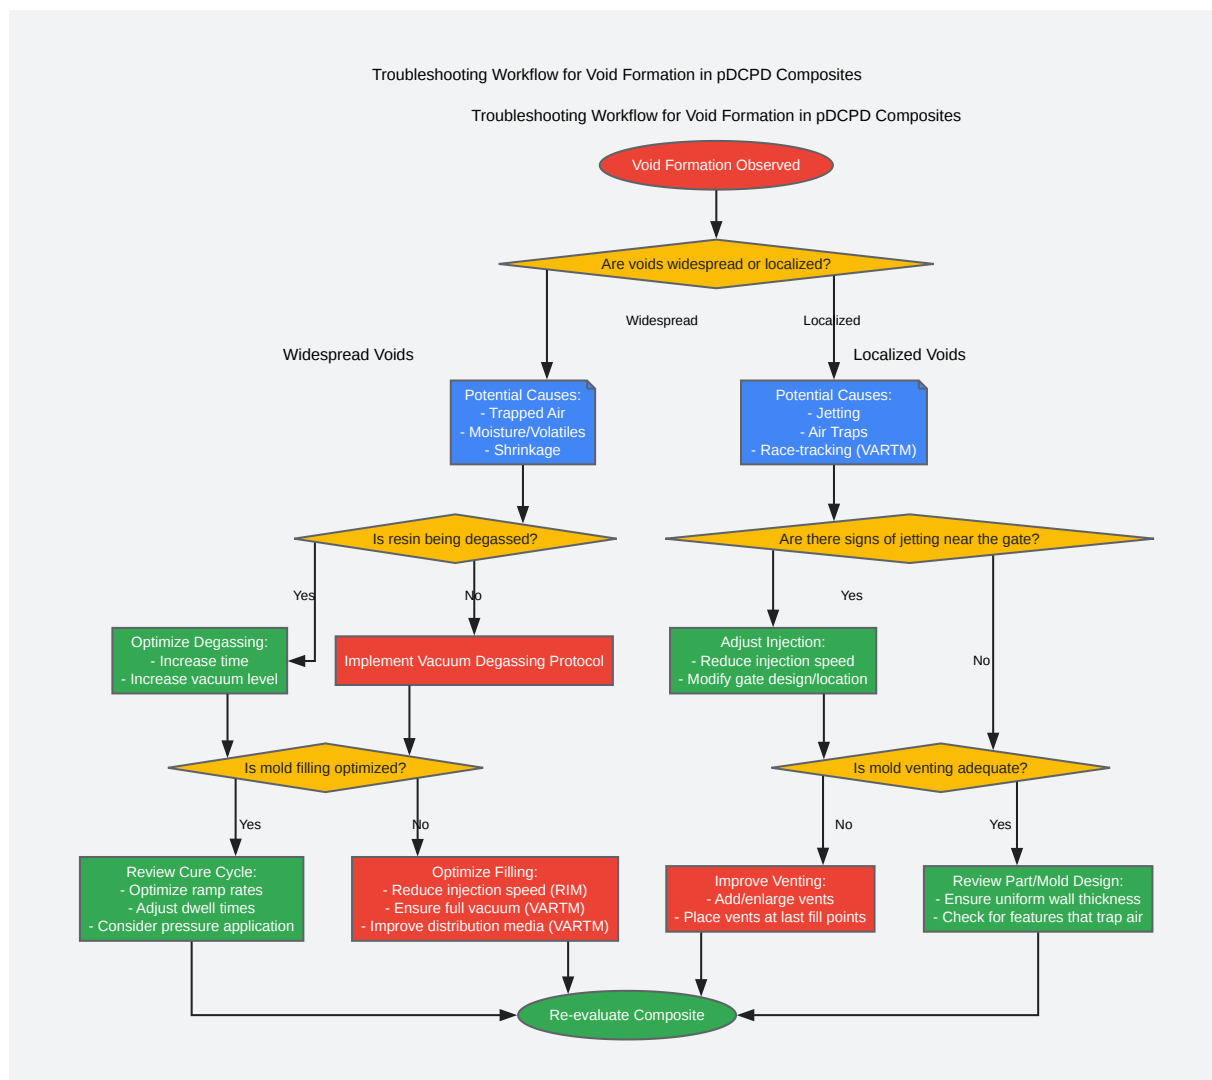 Troubleshooting Workflow for Void Formation in pDCPD Composites
Troubleshooting Workflow for Void Formation in pDCPD Composites
Void Formation Observed
Are voids widespread or localized?
Widespread
Localized
Widespread Voids
Localized Voids
Potential Causes:
- Trapped Air
- Moisture/Volatiles
- Shrinkage
Potential Causes:
- Jetting
- Air Traps
- Race-tracking (VARTM)
Is resin being degassed?
Are there signs of jetting near the gate?
Yes
No
Yes
No
Optimize Degassing:
- Increase time
- Increase vacuum level
Implement Vacuum Degassing Protocol
Adjust Injection:
- Reduce injection speed
- Modify gate design/location
Is mold filling optimized?
Is mold venting adequate?
Yes
No
No
Yes
Review Cure Cycle:
- Optimize ramp rates
- Adjust dwell times
- Consider pressure application
Optimize Filling:
- Reduce injection speed (RIM)
- Ensure full vacuum (VARTM)
- Improve distribution media (VARTM)
Improve Venting:
- Add/enlarge vents
- Place vents at last fill points
Review Part/Mold Design:
- Ensure uniform wall thickness
- Check for features that trap air
Re-evaluate Composite